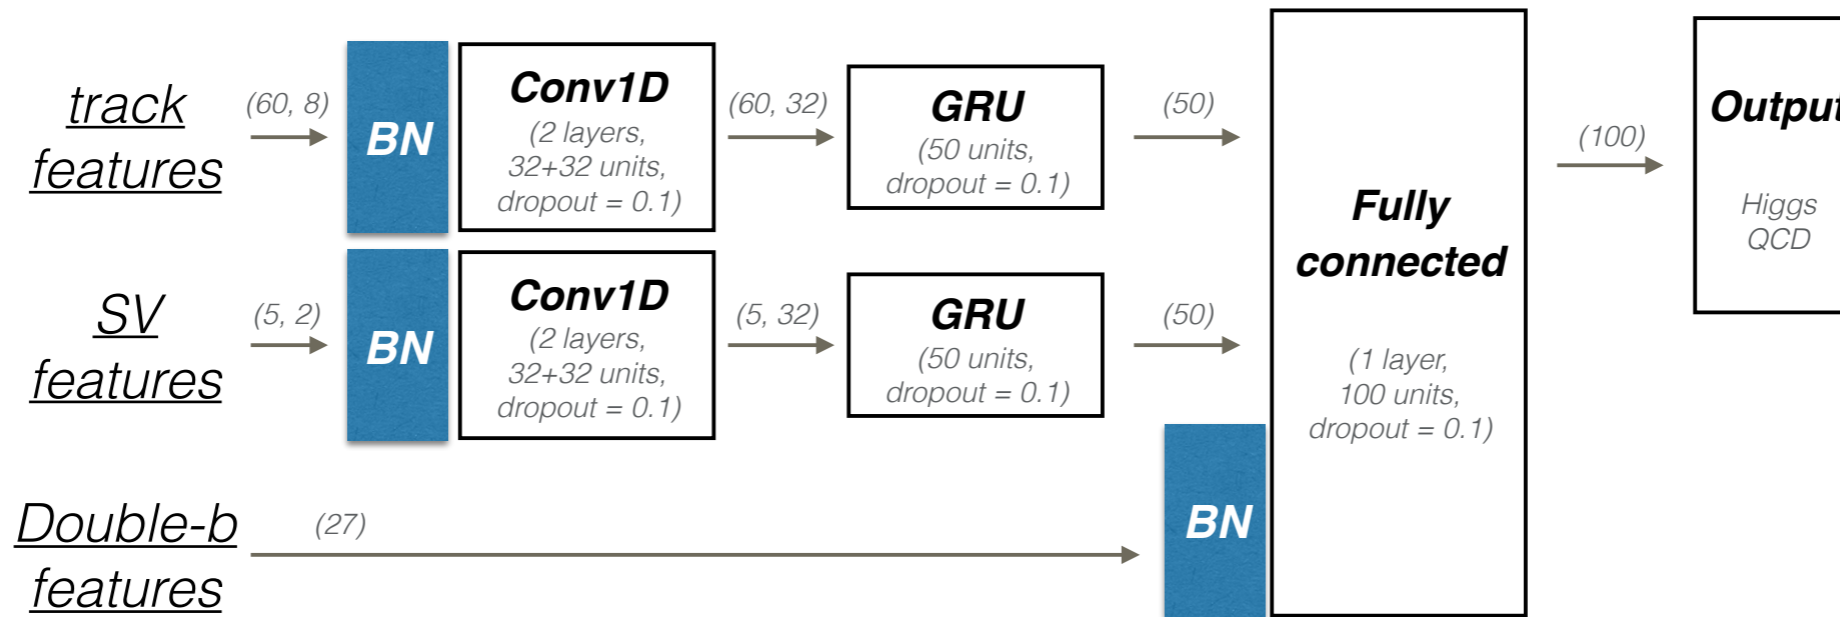 track
features
(60, 8)
BN
Conv1D
(2 layers,
32+32 units,
dropout = 0.1)
(60, 32)
GRU
(50 units,
dropout = 0.1)
(50)
SV
features
(5, 2)
BN
Conv1D
(2 layers,
32+32 units,
dropout = 0.1)
(5, 32)
GRU
(50 units,
dropout = 0.1)
(50)
Double-b
features
(27)
BN
Fully
connected
(1 layer,
100 units,
dropout = 0.1)
(100)
Output
Higgs
QCD